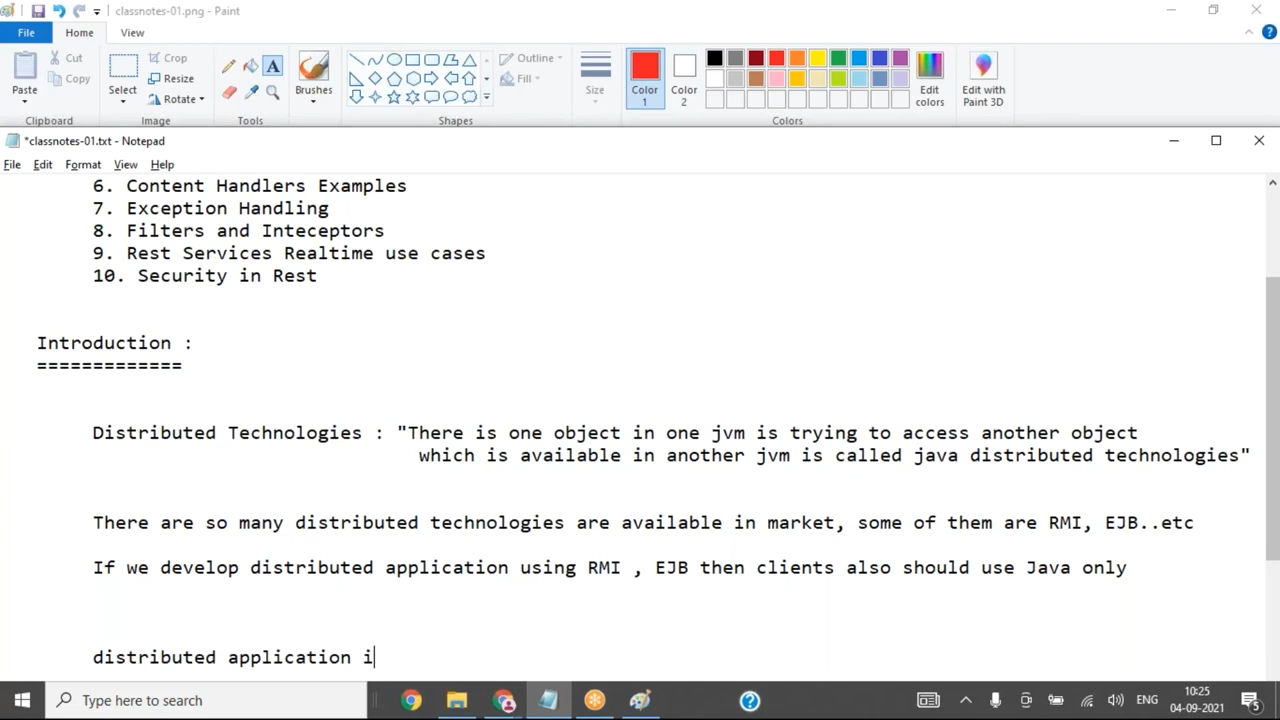 classnotes-01.png - Paint
File
Home
View
Paste
Cut
Copy
Clipboard
Select
Crop
Resize
Rotate
Image
A
Tools
Brushes
Shapes
Outline
Fill
Size
Color
1
Color
2
Edit
colors
Colors
Edit with
Paint 3D
*classnotes-01.txt - Notepad
File Edit Format View Help
6. Content Handlers Examples
7. Exception Handling
8. Filters and Inteceptors
9. Rest Services Realtime use cases
10. Security in Rest
Introduction :
=============
Distributed Technologies : "There is one object in one jvm is trying to access another object
which is available in another jvm is called java distributed technologies"
There are so many distributed technologies are available in market, some of them are RMI, EJB..etc
If we develop distributed application using RMI , EJB then clients also should use Java only
distributed application i
Type here to search
ENG
10:25
04-09-2021
5